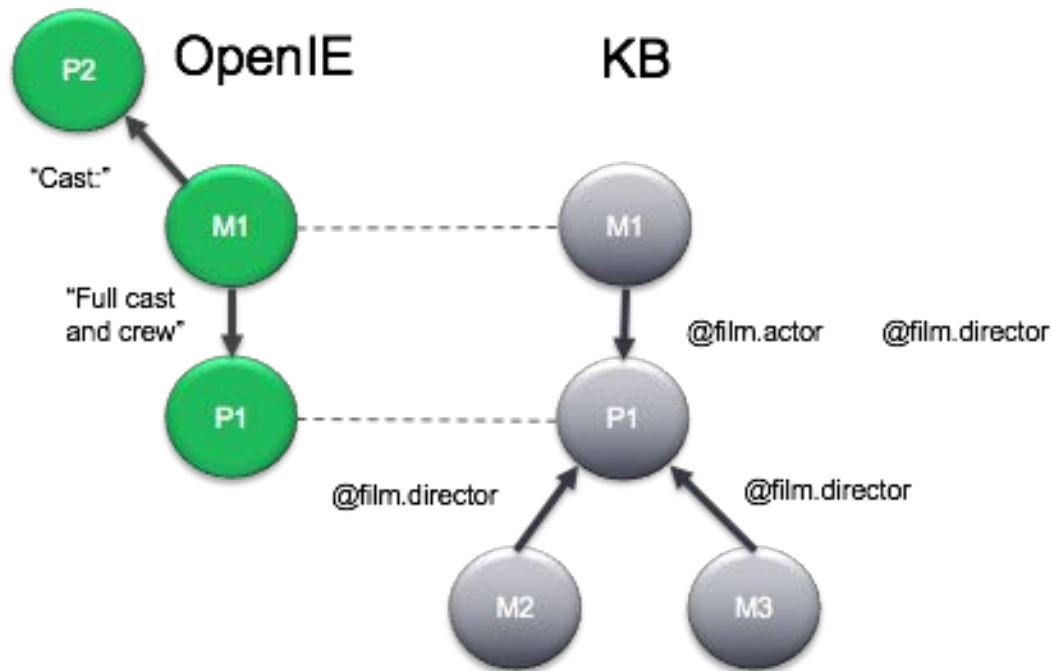 P2
OpenIE
KB
"Cast:"
M1
M1
"Full cast
and crew"
@film.actor
@film.director
P1
P1
@film.director
@film.director
M2
M3